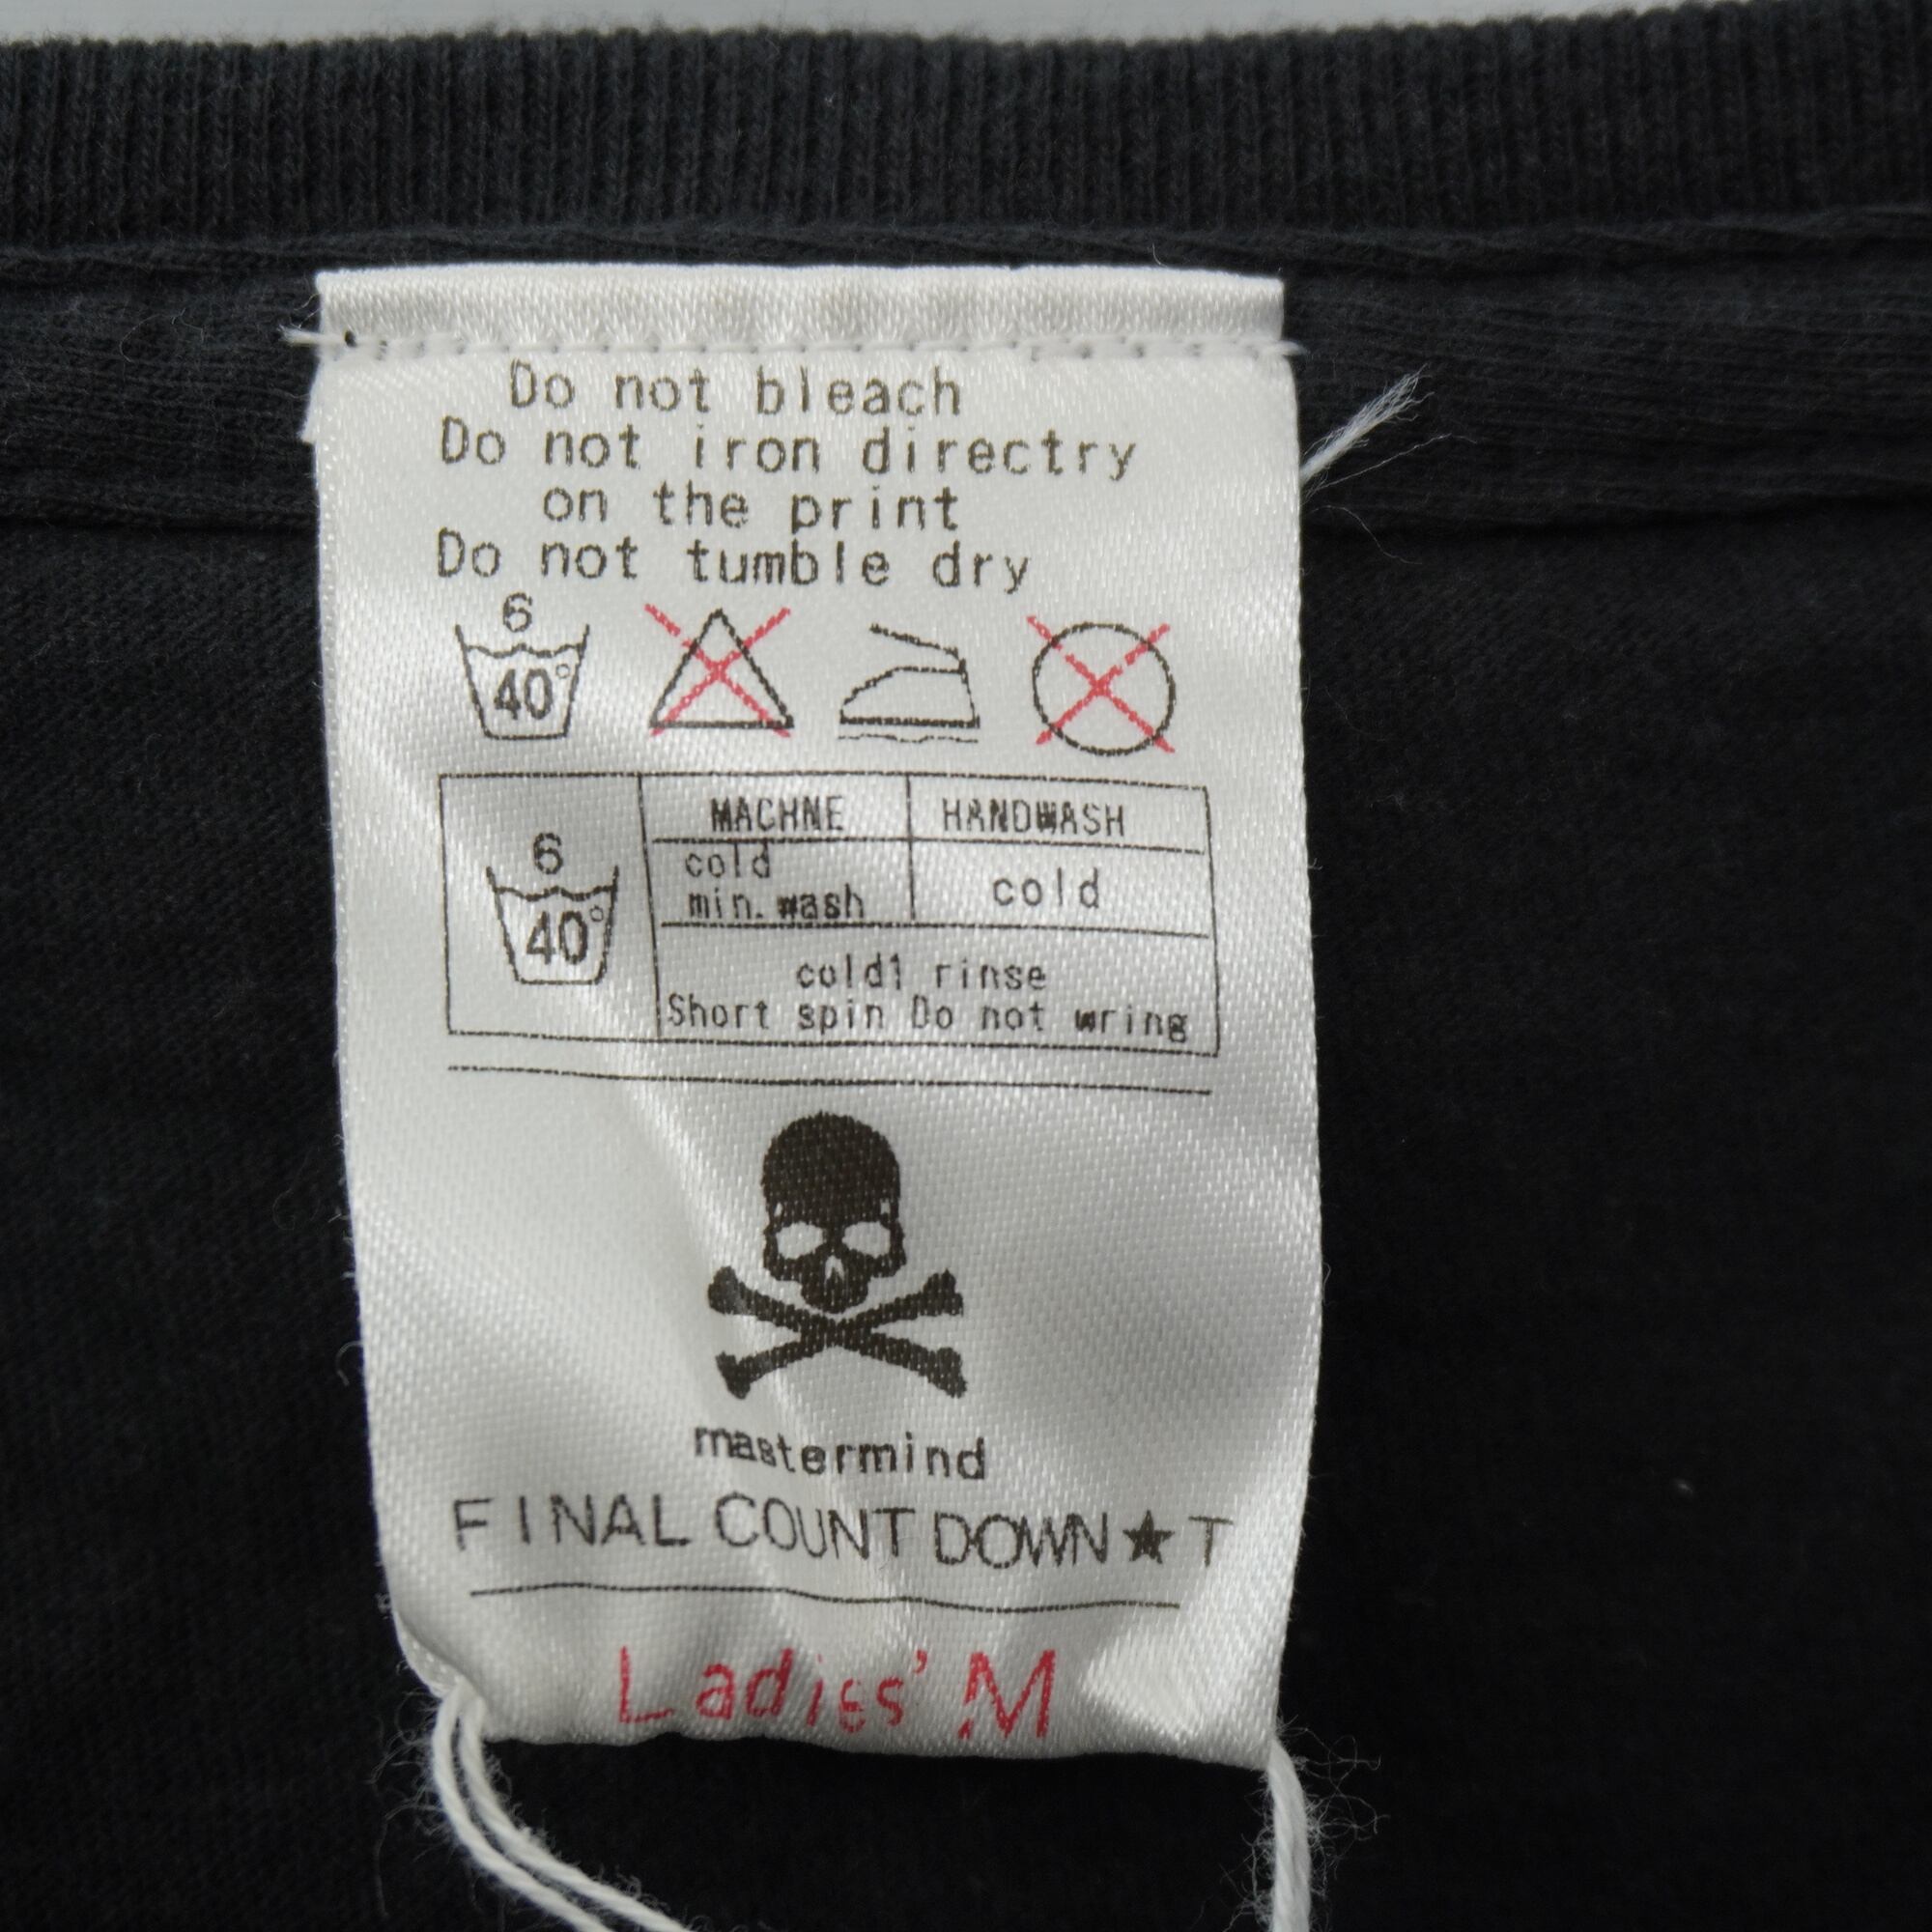 Do not bleach
Do not iron directry
on the print
Do not tumble dry
6
40°
MACHNE HANDWASH
6
40°
cold
min. wash
cold
cold1 rinse
Short spin Do not wring
mastermind
FINAL COUNT DOWN★T
Ladies' M